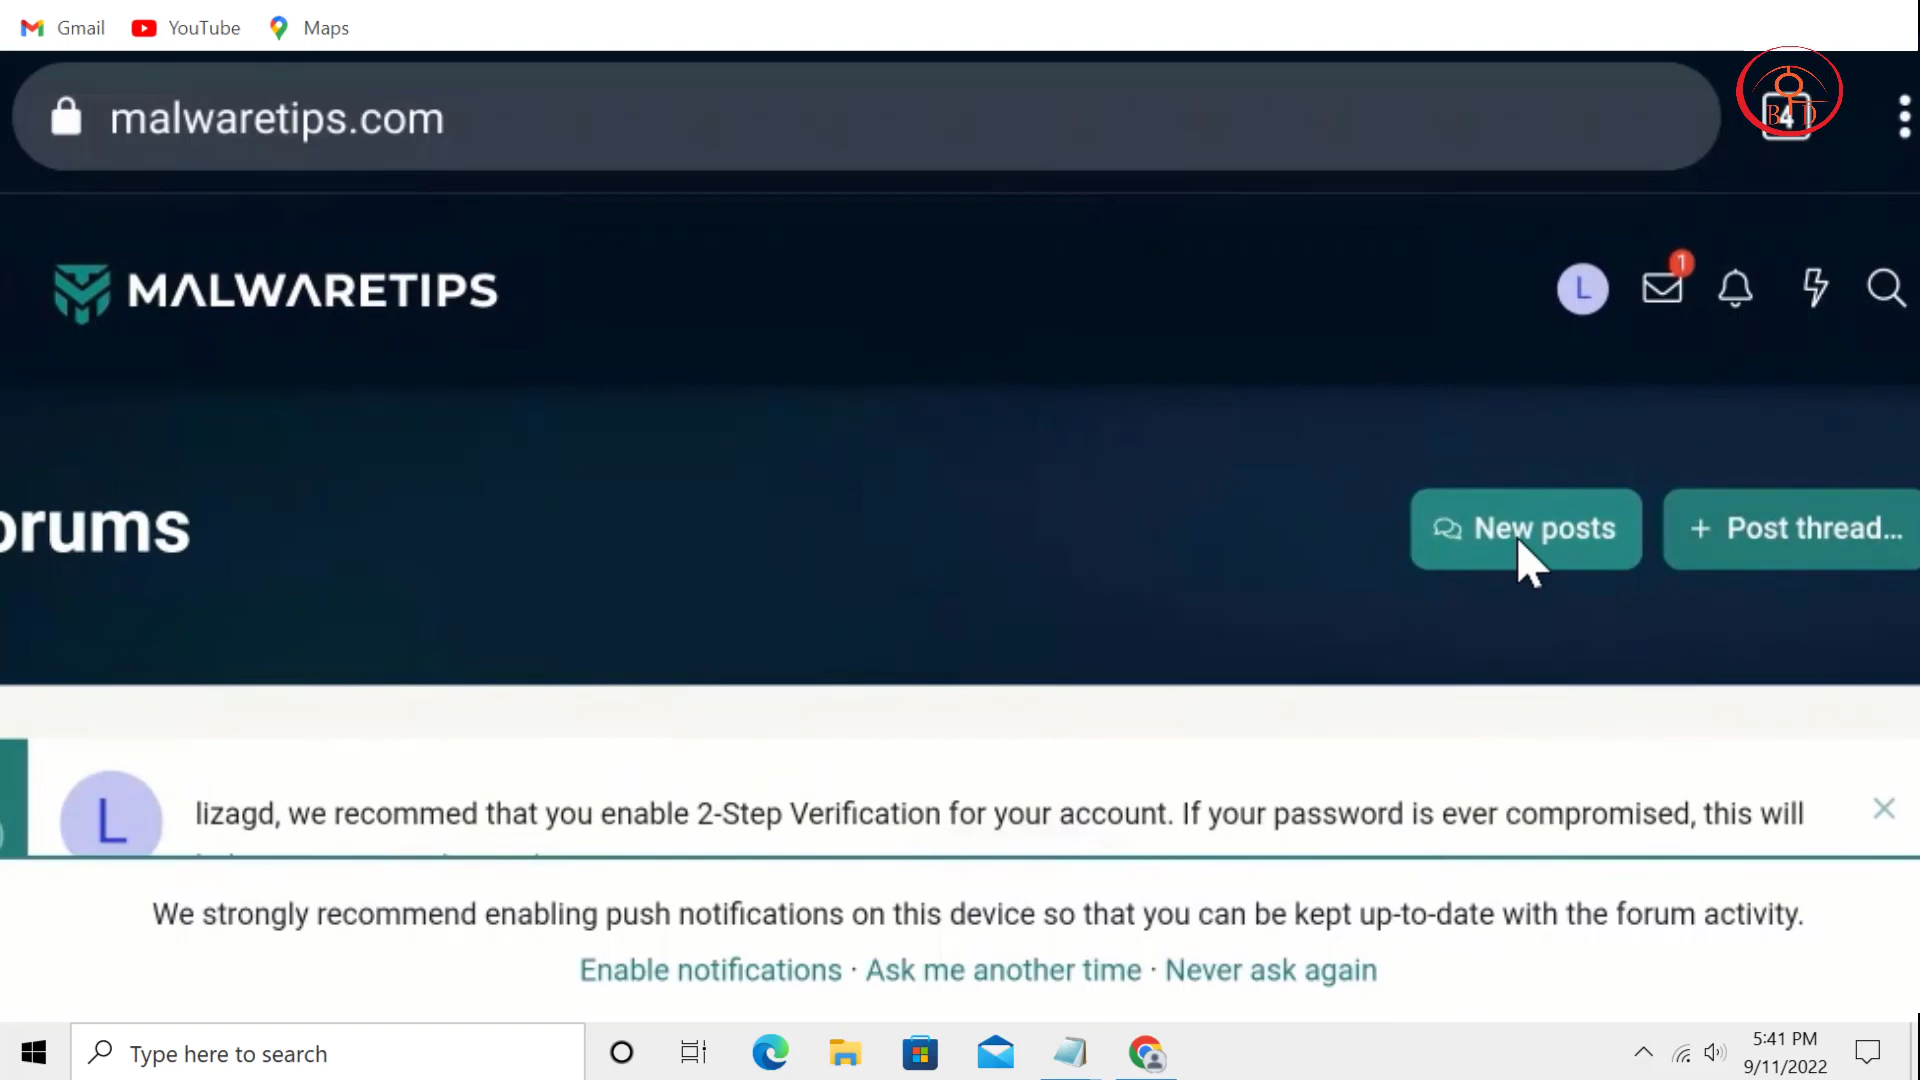 Gmail YouTube Maps
malwaretips.com
4
B D
MALWARETIPS
L
1
orums
New posts
+ Post thread...
L
lizagd, we recommed that you enable 2-Step Verification for your account. If your password is ever compromised, this will
We strongly recommend enabling push notifications on this device so that you can be kept up-to-date with the forum activity.
Enable notifications · Ask me another time · Never ask again
Type here to search
5:41 PM
9/11/2022